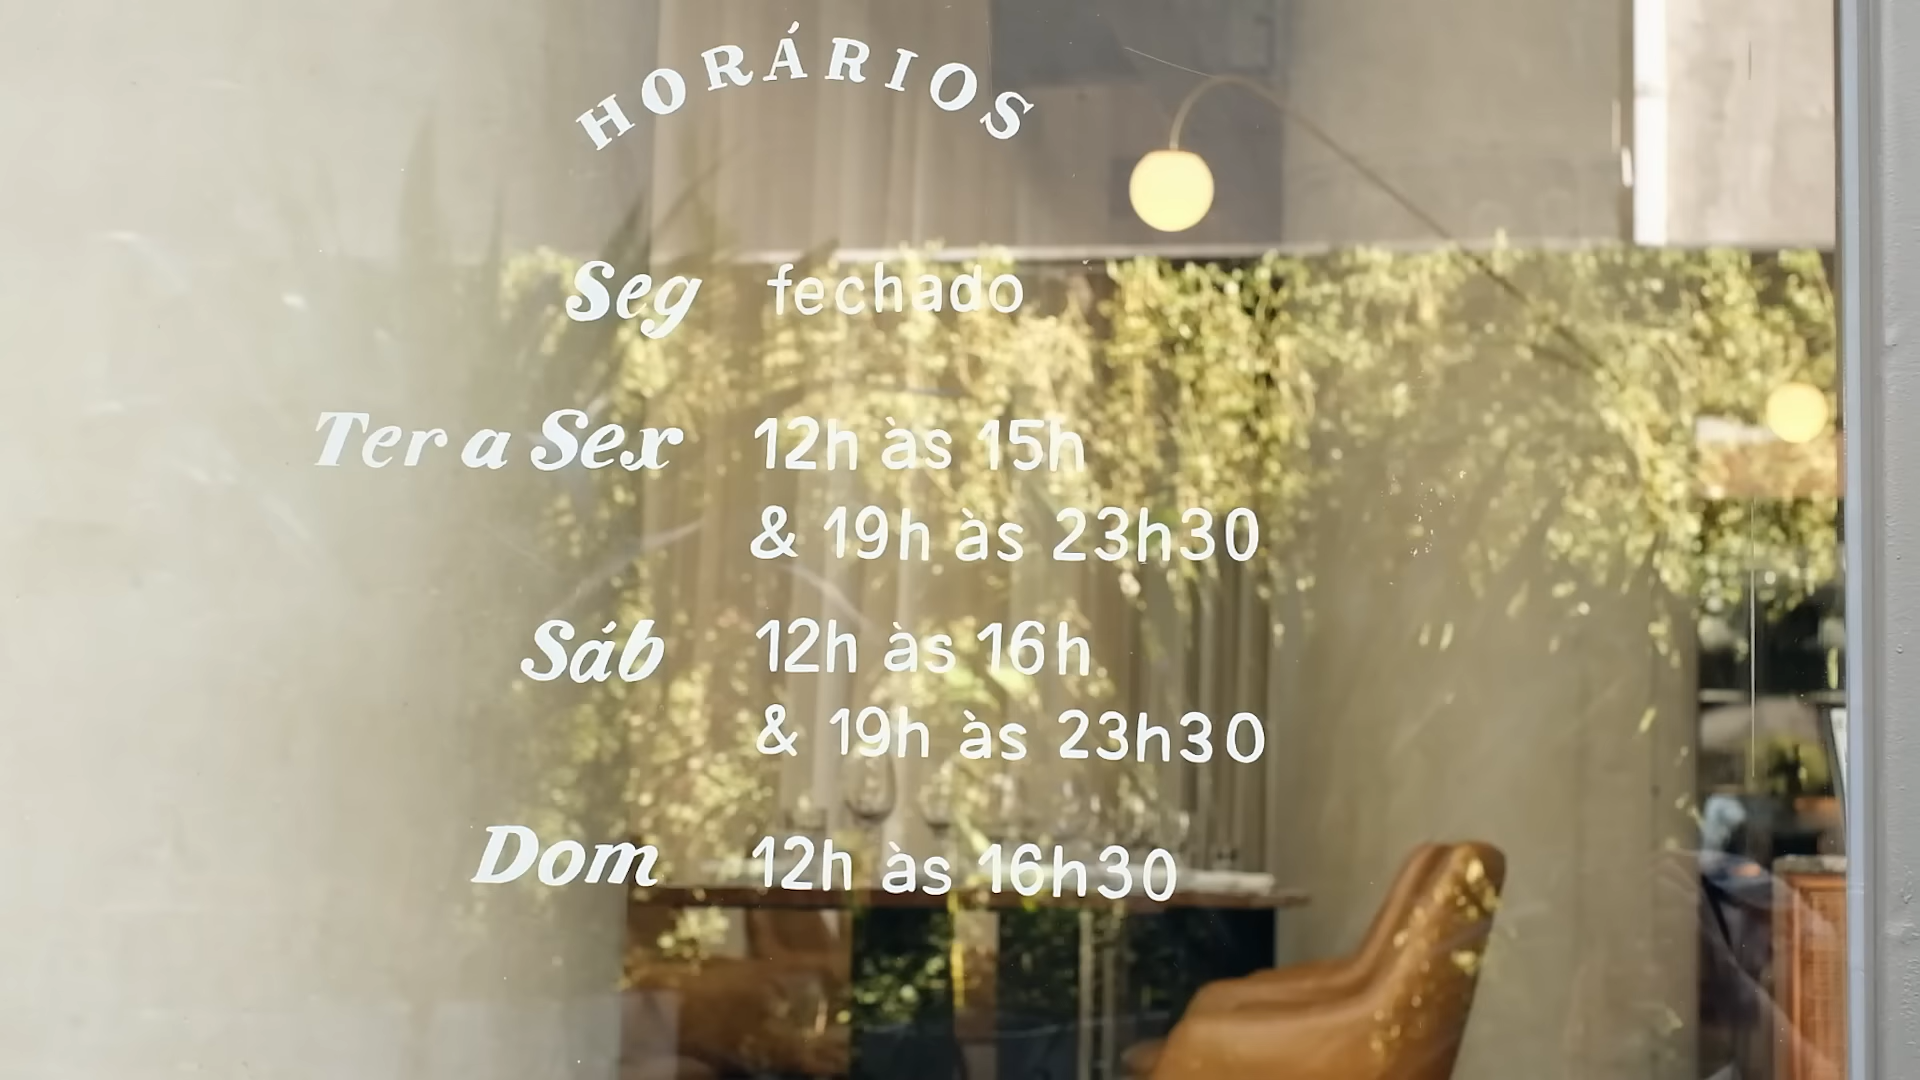 HORÁRIOS
Seg fechado
Ter a Sex 12h às 15h
& 19h às 23h30
Sáb 12h às 16h
& 19h às 23h30
Dom 12h às 16h30